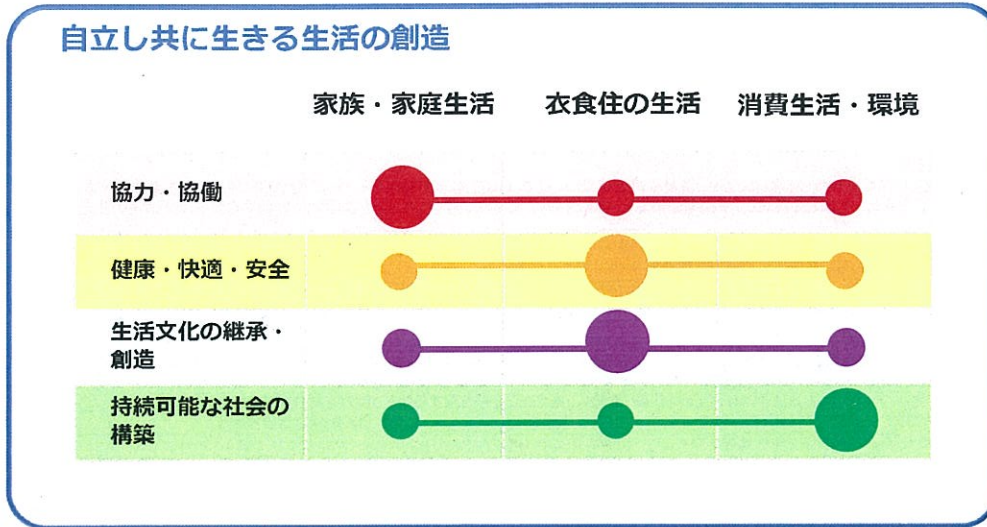 自立し共に生きる生活の創造
家族・家庭生活 衣食住の生活 消費生活・環境
協力・協働
健康・快適・安全
生活文化の継承・
創造
持続可能な社会の
構築